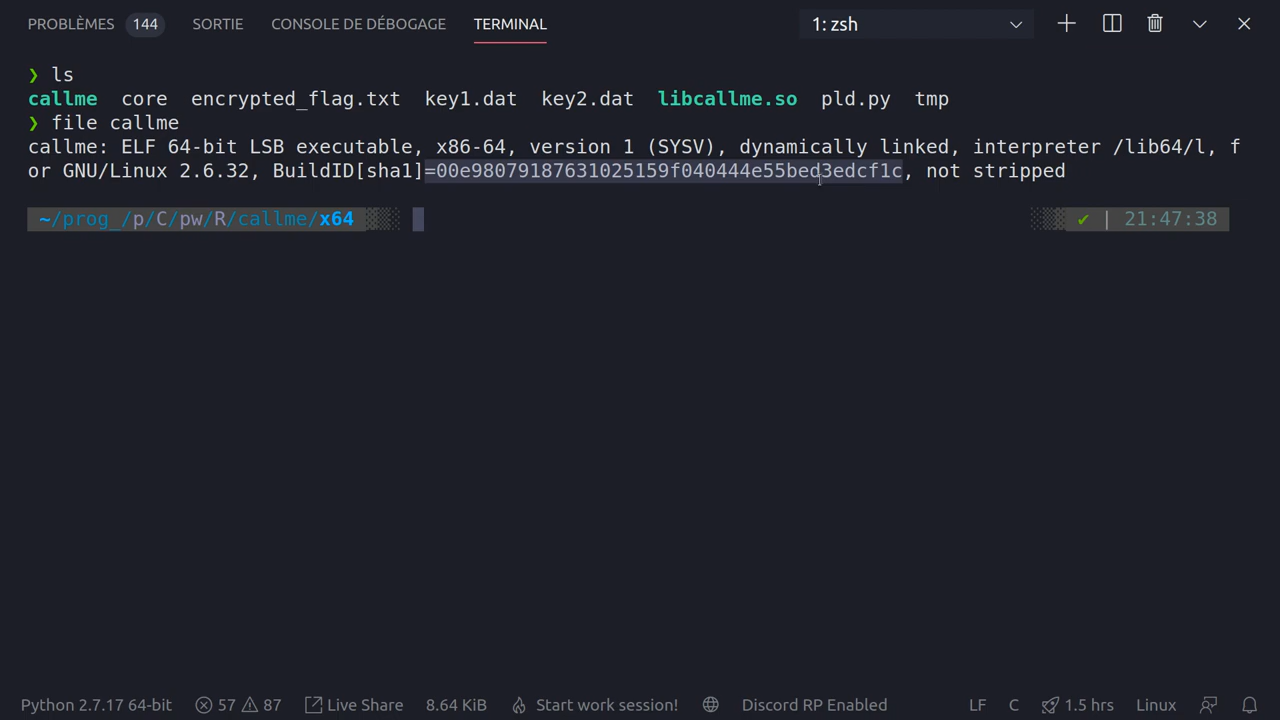 PROBLÈMES 144 SORTIE CONSOLE DE DÉBOGAGE TERMINAL 1: zsh
❯ ls
callme core encrypted_flag.txt key1.dat key2.dat libcallme.so pld.py tmp
❯ file callme
callme: ELF 64-bit LSB executable, x86-64, version 1 (SYSV), dynamically linked, interpreter /lib64/l, f
or GNU/Linux 2.6.32, BuildID[sha1]=00e98079187631025159f040444e55bed3edcf1c, not stripped
~/prog_/p/C/pw/R/callme/x64 ✔ | 21:47:38
Python 2.7.17 64-bit 57 87 Live Share 8.64 KiB Start work session! Discord RP Enabled LF C 1.5 hrs Linux